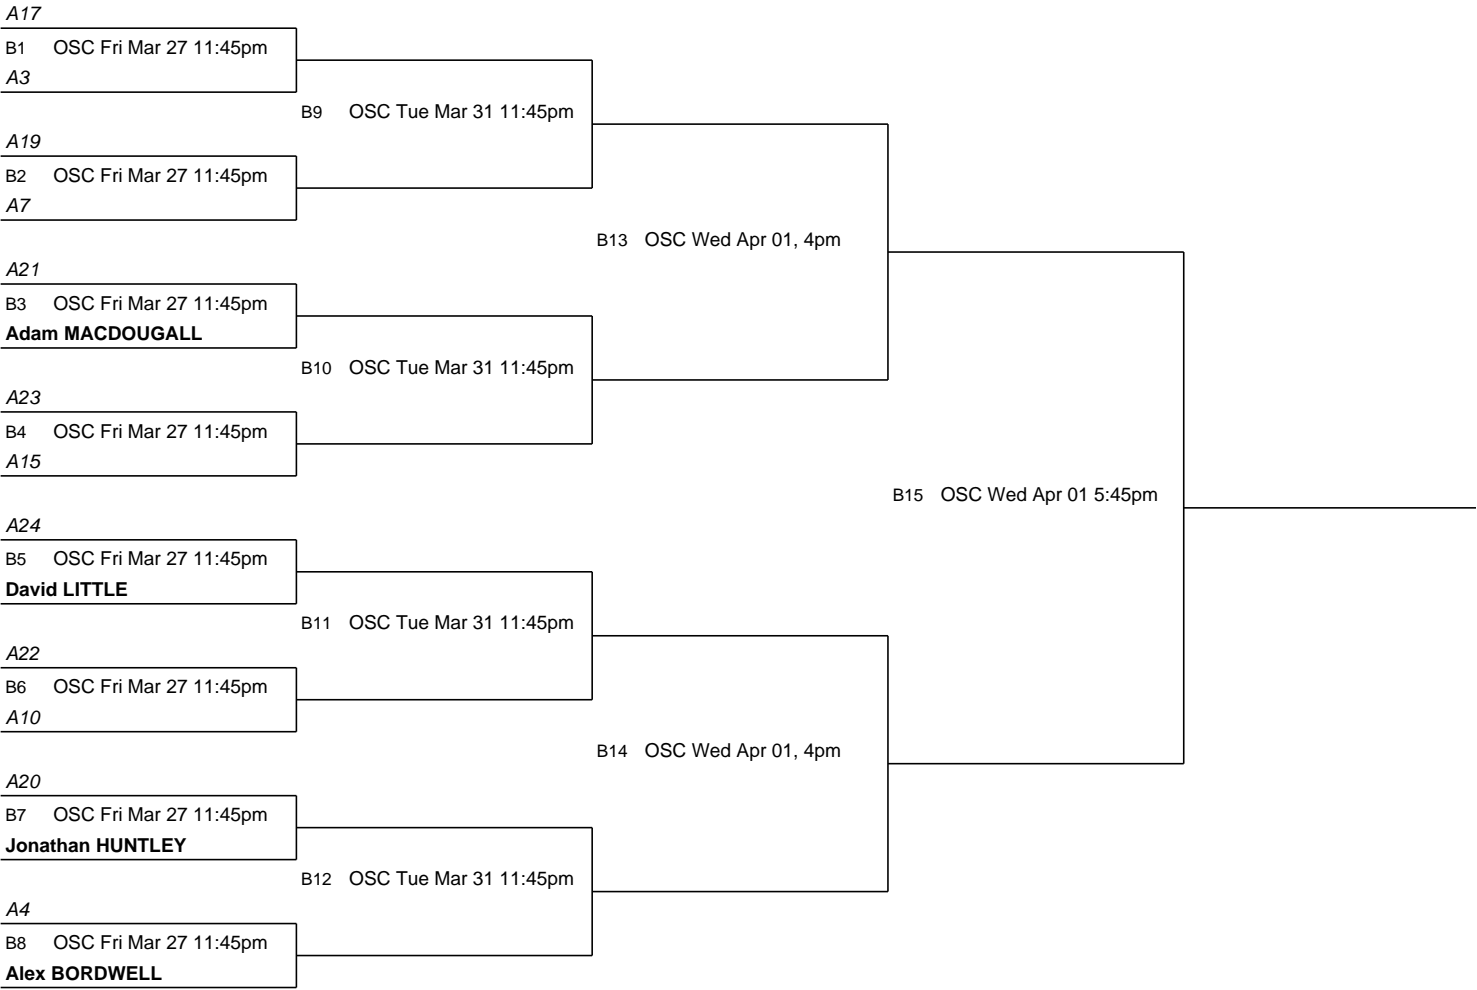 A17
B1 OSC Fri Mar 27 11:45pm
A3
B9 OSC Tue Mar 31 11:45pm
A19
B2 OSC Fri Mar 27 11:45pm
A7
B13 OSC Wed Apr 01, 4pm
A21
B3 OSC Fri Mar 27 11:45pm
Adam MACDOUGALL
B10 OSC Tue Mar 31 11:45pm
A23
B4 OSC Fri Mar 27 11:45pm
A15
B15 OSC Wed Apr 01 5:45pm
A24
B5 OSC Fri Mar 27 11:45pm
David LITTLE
B11 OSC Tue Mar 31 11:45pm
A22
B6 OSC Fri Mar 27 11:45pm
A10
B14 OSC Wed Apr 01, 4pm
A20
B7 OSC Fri Mar 27 11:45pm
Jonathan HUNTLEY
B12 OSC Tue Mar 31 11:45pm
A4
B8 OSC Fri Mar 27 11:45pm
Alex BORDWELL